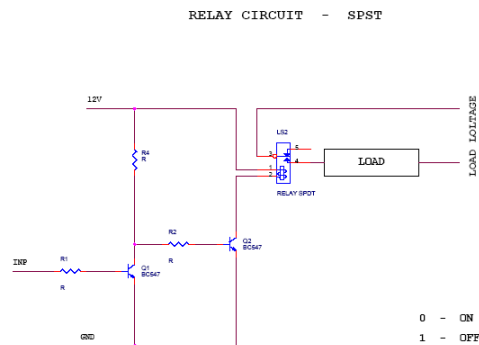 RELAY CIRCUIT - SPST
12V
LS2
LOAD LOLTAGE
R4
R
3
5
4
LOAD
1
2
RELAY SPDT
R2
R
Q2
BC547
INP
R1
R
Q1
BC547
GND
0 - ON
1 - OFF